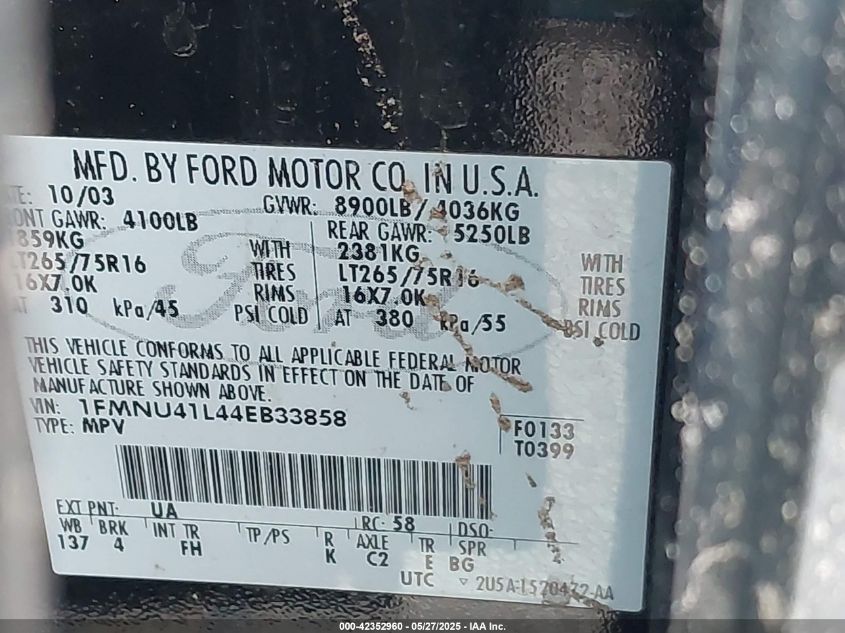 MFD. BY FORD MOTOR CO. IN U.S.A.
10/03 GVWR: 8900LB/4036KG
GAWR: 4100LB REAR GAWR: 5250LB
859KG WITH 2381KG WITH
LT265/75R16 TIRES LT265/75R16 TIRES
16X7.0K RIMS 16X7.0K RIMS
AT 310 kPa/45 PSI COLD AT 380 kPa/55 PSI COLD
THIS VEHICLE CONFORMS TO ALL APPLICABLE FEDERAL MOTOR
VEHICLE SAFETY STANDARDS IN EFFECT ON THE DATE OF
MANUFACTURE SHOWN ABOVE.
VIN: 1FMNU41L44EB33858
TYPE: MPV
F0133
T0399
EXT PNT: UA RC: 58 DSO:
WB BRK INT TR TP/PS R AXLE TR SPR
137 4 FH K C2 E BG
UTC ▽ 2U5A-1520472-AA
Ford
000-42352960 - 05/27/2025 - IAA Inc.